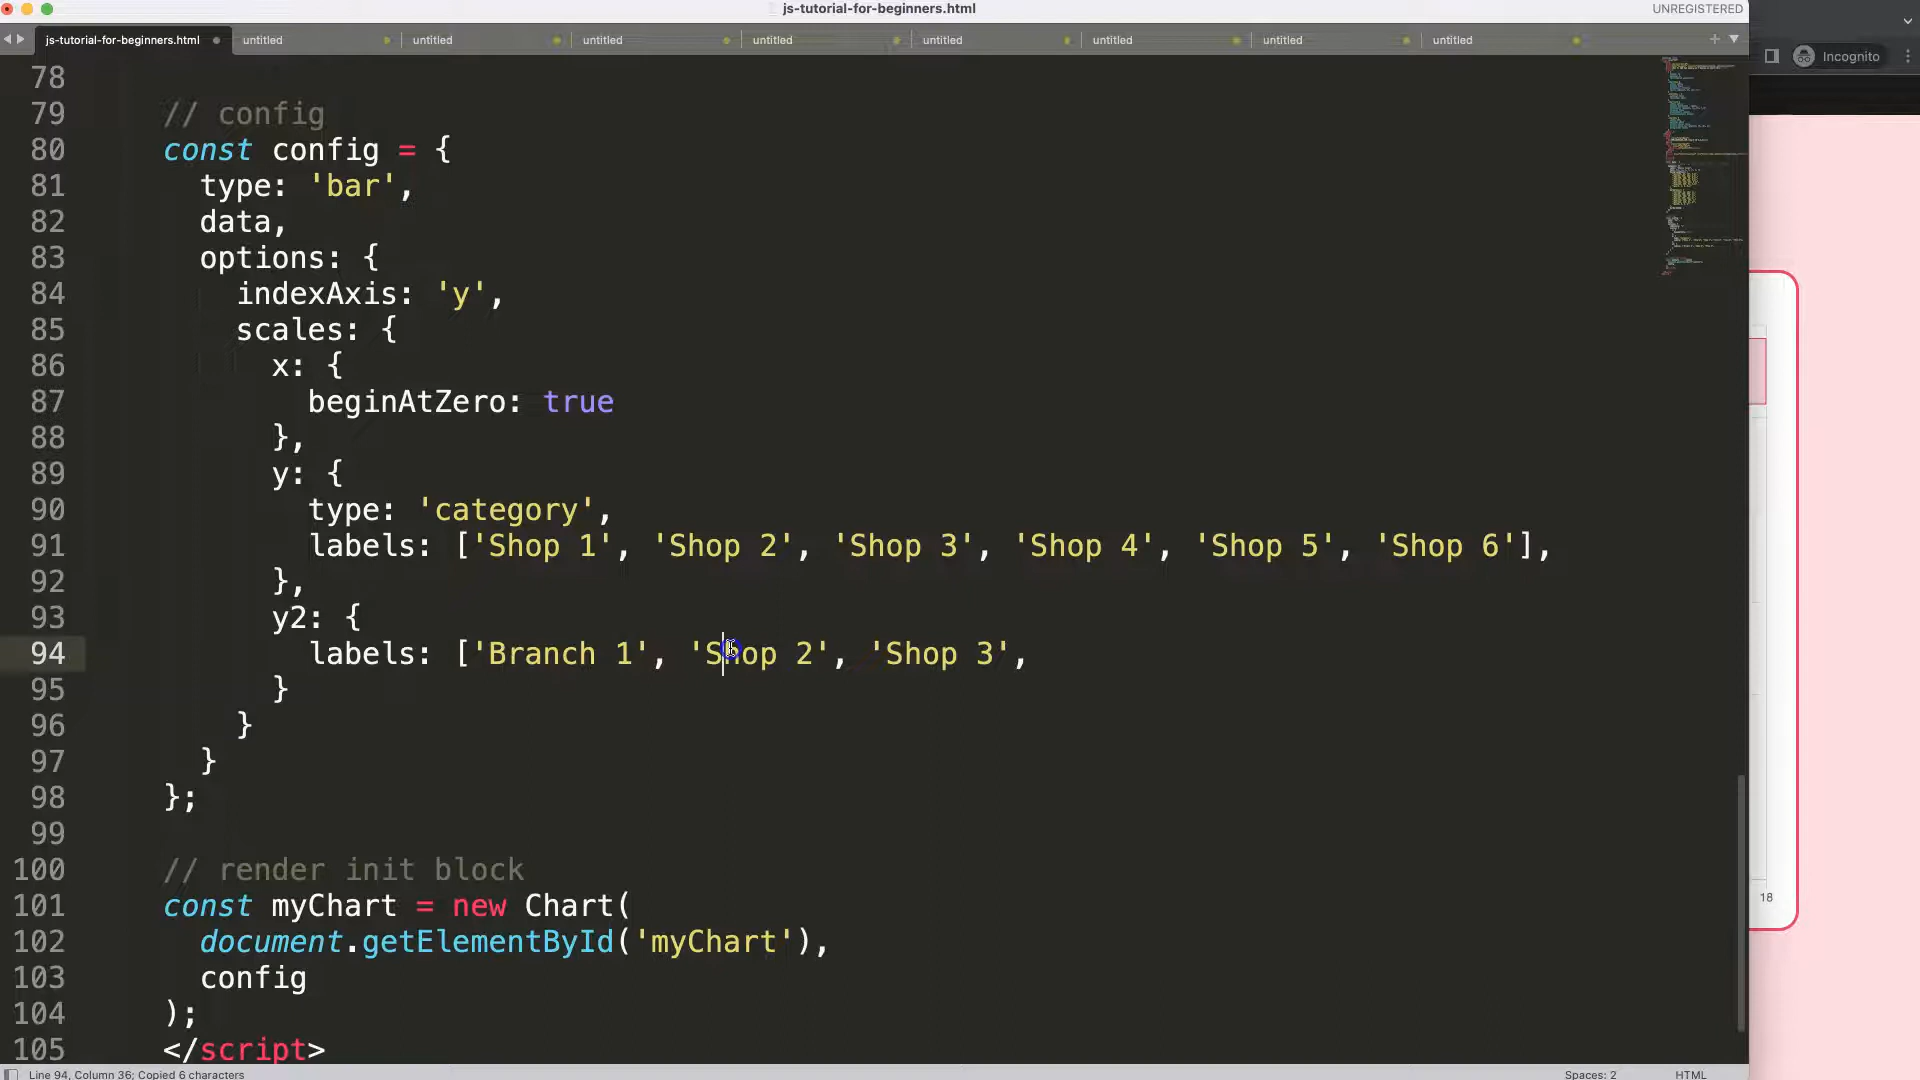 js-tutorial-for-beginners.html
UNREGISTERED
js-tutorial-for-beginners.html
untitled
untitled
untitled
untitled
untitled
untitled
untitled
untitled
Incognito
78
79 // config
80 const config = {
81 type: 'bar',
82 data,
83 options: {
84 indexAxis: 'y',
85 scales: {
86 x: {
87 beginAtZero: true
88 },
89 y: {
90 type: 'category',
91 labels: ['Shop 1', 'Shop 2', 'Shop 3', 'Shop 4', 'Shop 5', 'Shop 6'],
92 },
93 y2: {
94 labels: ['Branch 1', 'Shop 2', 'Shop 3',
95 }
96 }
97 }
98 };
99
100 // render init block
101 const myChart = new Chart(
102 document.getElementById('myChart'),
103 config
104 );
105 </script>
18
Line 94, Column 36; Copied 6 characters
Spaces: 2
HTML